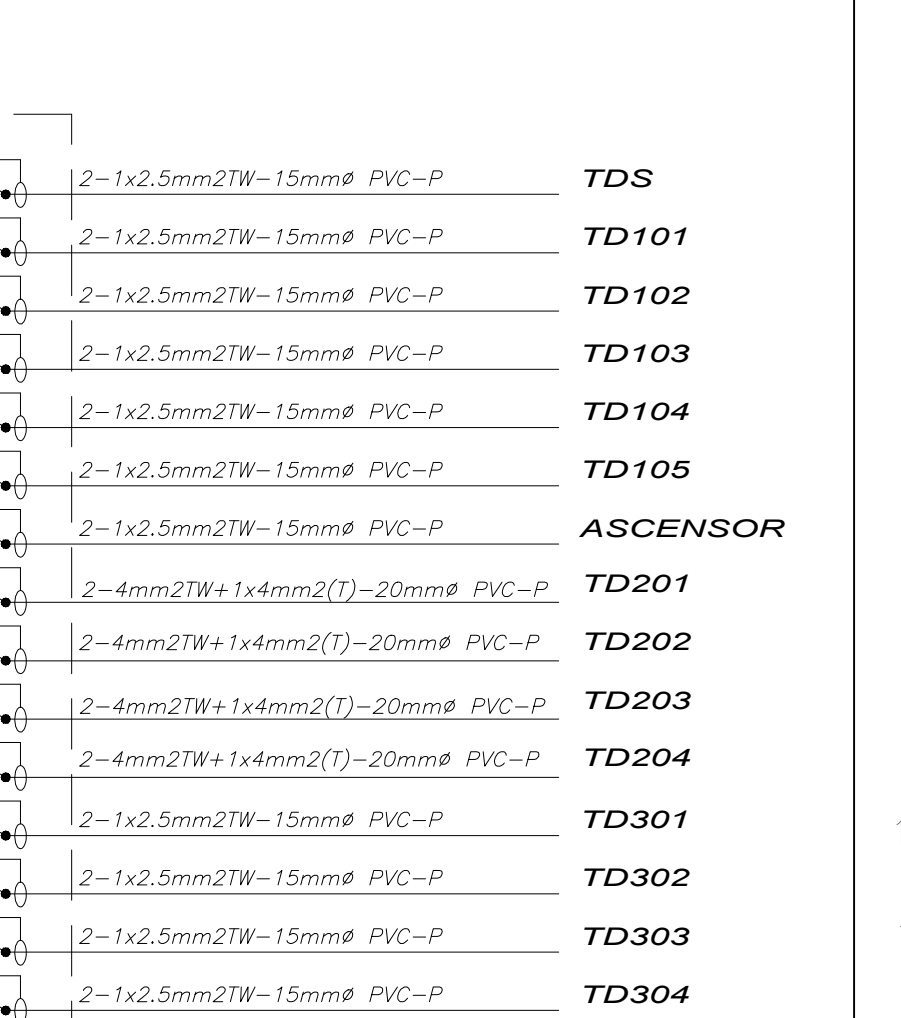 2-1x2.5mm2TW-15mmø PVC-P TDS
2-1x2.5mm2TW-15mmø PVC-P TD101
2-1x2.5mm2TW-15mmø PVC-P TD102
2-1x2.5mm2TW-15mmø PVC-P TD103
2-1x2.5mm2TW-15mmø PVC-P TD104
2-1x2.5mm2TW-15mmø PVC-P TD105
2-1x2.5mm2TW-15mmø PVC-P ASCENSOR
2-4mm2TW+1x4mm2(T)-20mmø PVC-P TD201
2-4mm2TW+1x4mm2(T)-20mmø PVC-P TD202
2-4mm2TW+1x4mm2(T)-20mmø PVC-P TD203
2-4mm2TW+1x4mm2(T)-20mmø PVC-P TD204
2-1x2.5mm2TW-15mmø PVC-P TD301
2-1x2.5mm2TW-15mmø PVC-P TD302
2-1x2.5mm2TW-15mmø PVC-P TD303
2-1x2.5mm2TW-15mmø PVC-P TD304